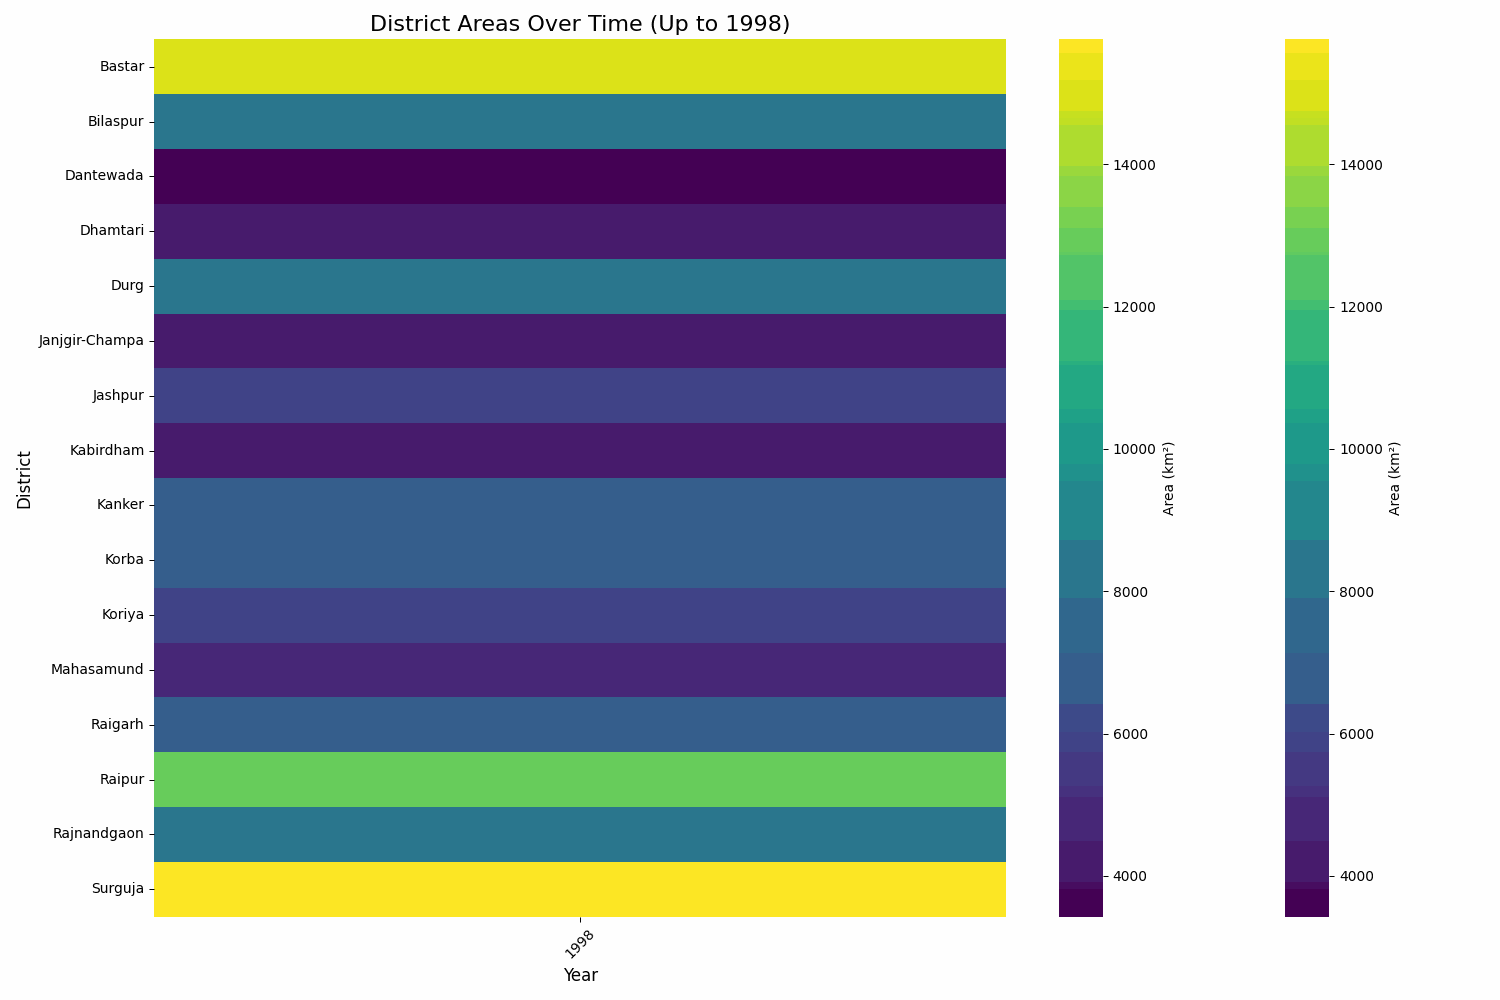 District Areas Over Time (Up to 1998)
Bastar
Bilaspur
Dantewada
Dhamtari
Durg
Janjgir-Champa
Jashpur
Kabirdham
Kanker
Korba
Koriya
Mahasamund
Raigarh
Raipur
Rajnandgaon
Surguja
District
1998
Year
14000
12000
10000
8000
6000
4000
Area (km²)
14000
12000
10000
8000
6000
4000
Area (km²)